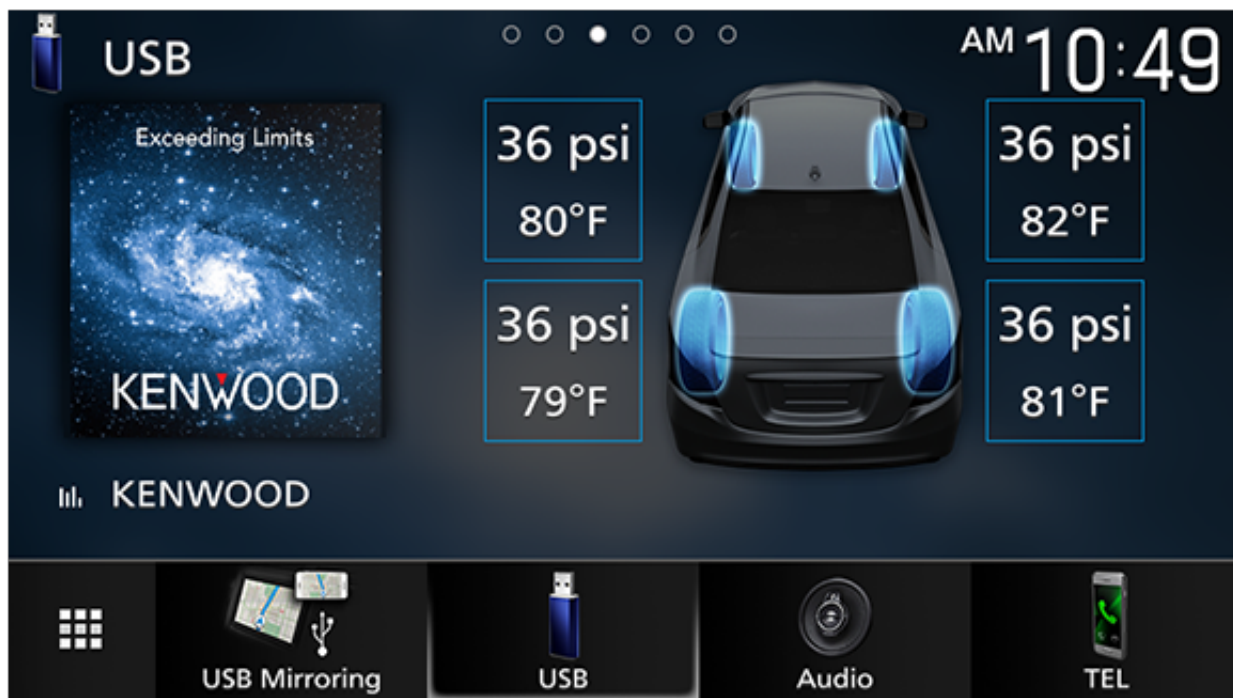 USB
AM 10:49
Exceeding Limits
KENWOOD
KENWOOD
36 psi
80°F
36 psi
82°F
36 psi
79°F
36 psi
81°F
USB Mirroring
USB
Audio
TEL